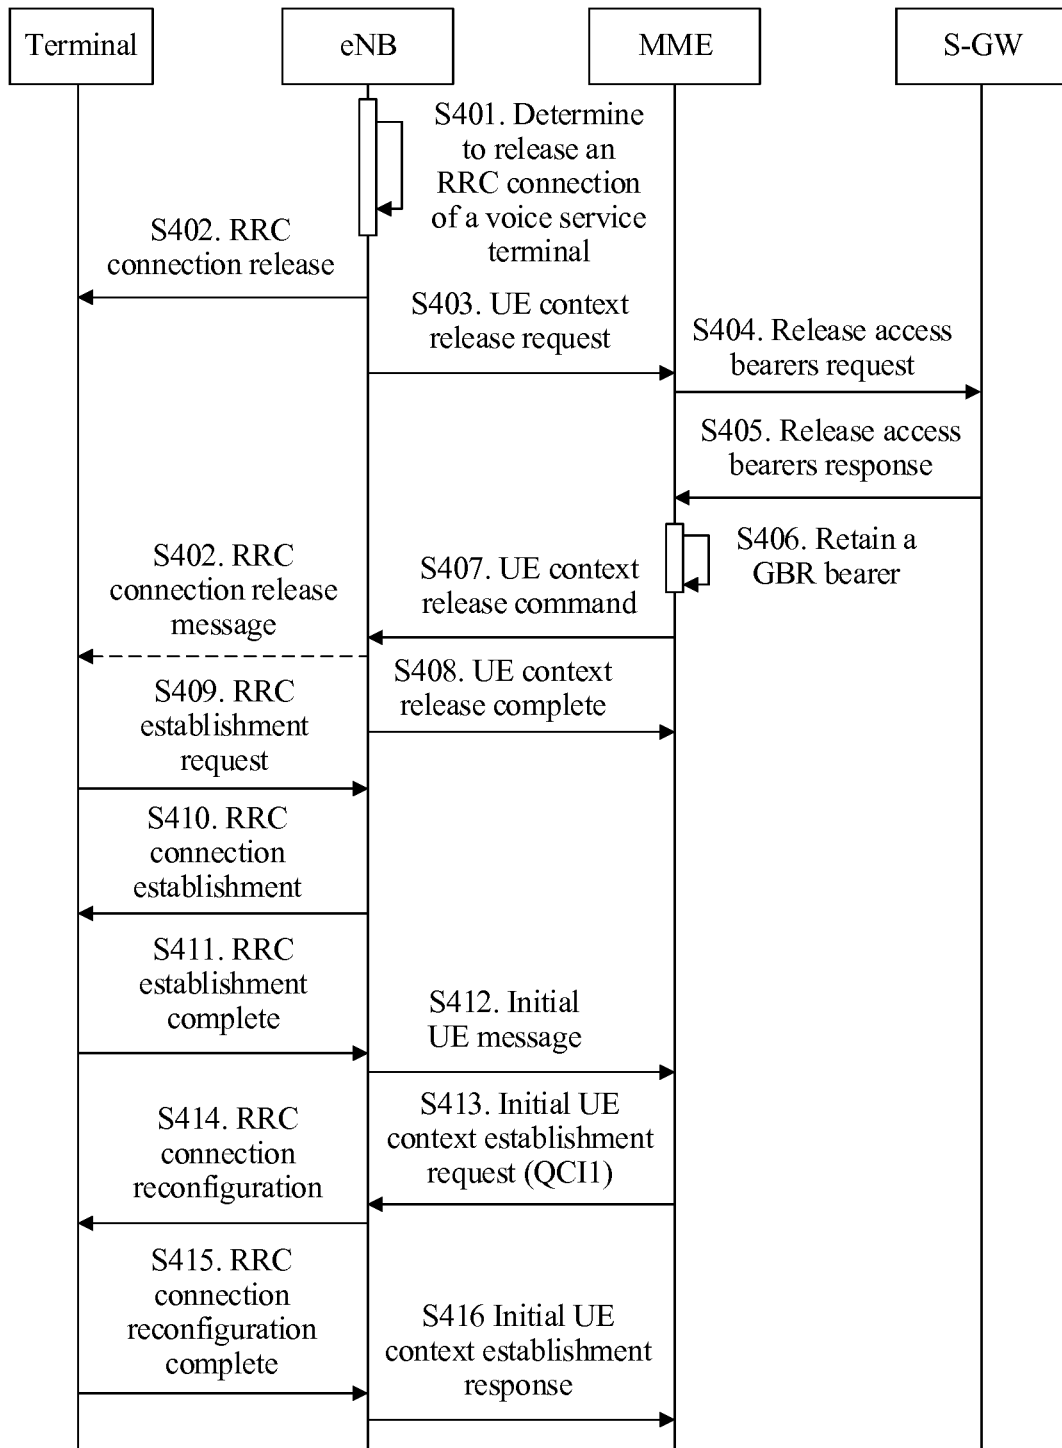 Terminal
eNB
MME
S-GW
S401. Determine
to release an
RRC connection
of a voice service
terminal
S402. RRC
connection release
S403. UE context
release request
S404. Release access
bearers request
S405. Release access
bearers response
S406. Retain a
GBR bearer
S407. UE context
release command
S402. RRC
connection release
message
S408. UE context
release complete
S409. RRC
establishment
request
S410. RRC
connection
establishment
S411. RRC
establishment
complete
S412. Initial
UE message
S413. Initial UE
context establishment
request (QCI1)
S414. RRC
connection
reconfiguration
S415. RRC
connection
reconfiguration
complete
S416 Initial UE
context establishment
response